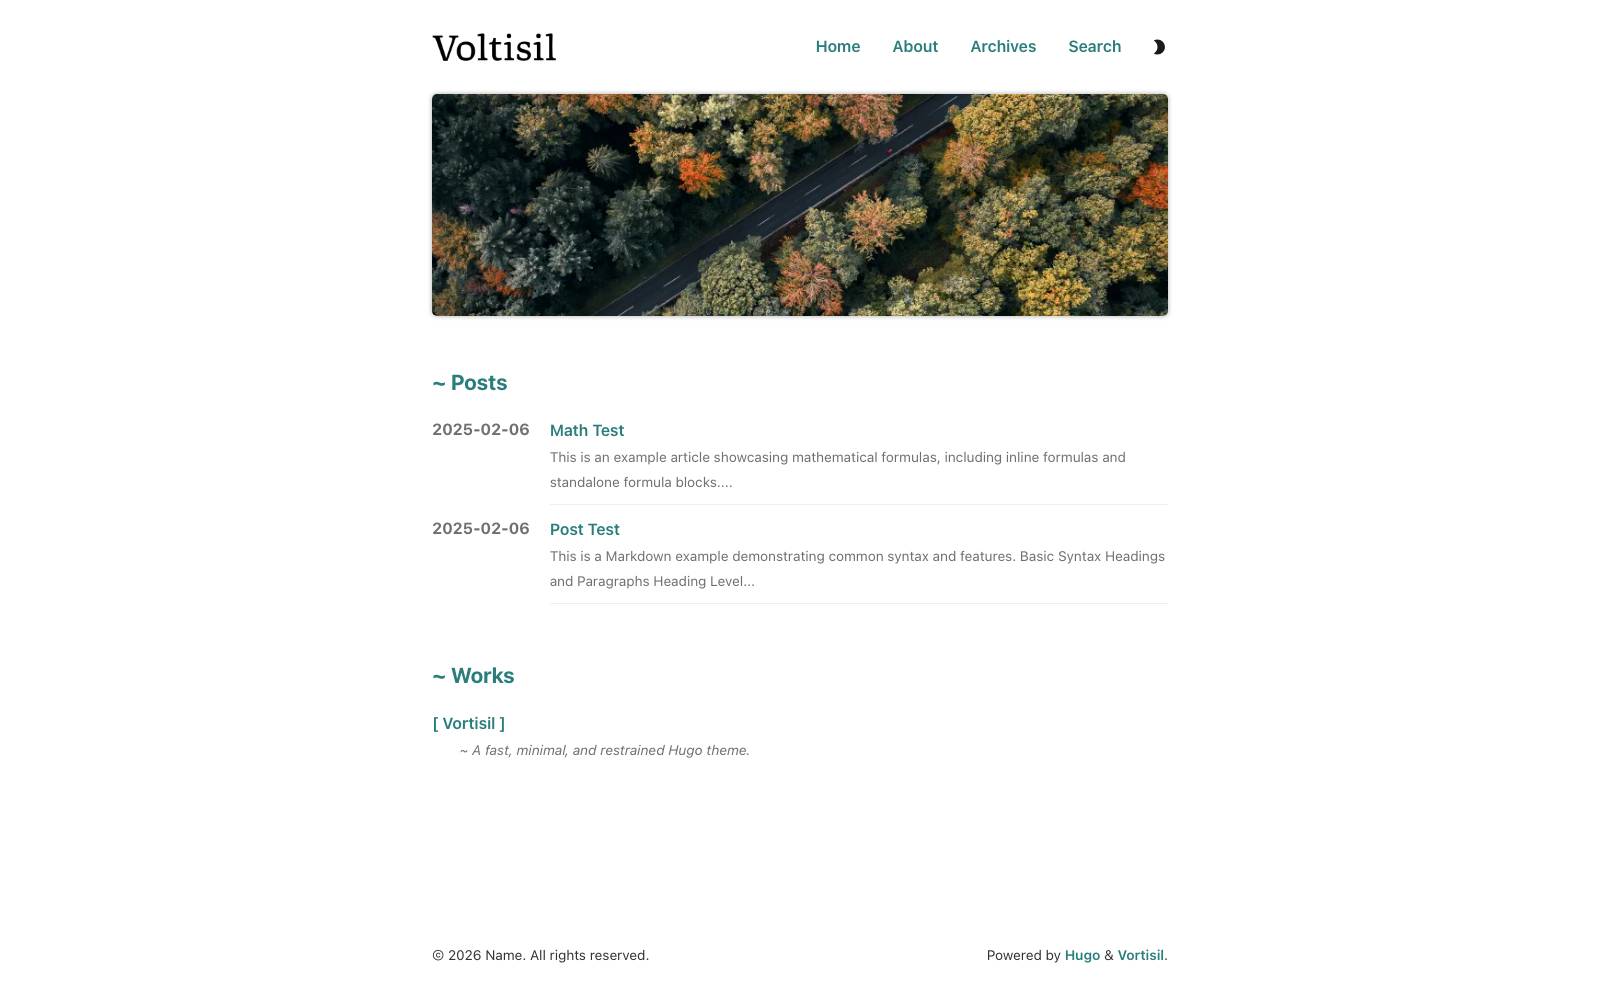 Voltisil
Home About Archives Search
~ Posts
2025-02-06 Math Test
This is an example article showcasing mathematical formulas, including inline formulas and
standalone formula blocks....
2025-02-06 Post Test
This is a Markdown example demonstrating common syntax and features. Basic Syntax Headings
and Paragraphs Heading Level...
~ Works
[ Vortisil ]
~ A fast, minimal, and restrained Hugo theme.
© 2026 Name. All rights reserved. Powered by Hugo & Vortisil.